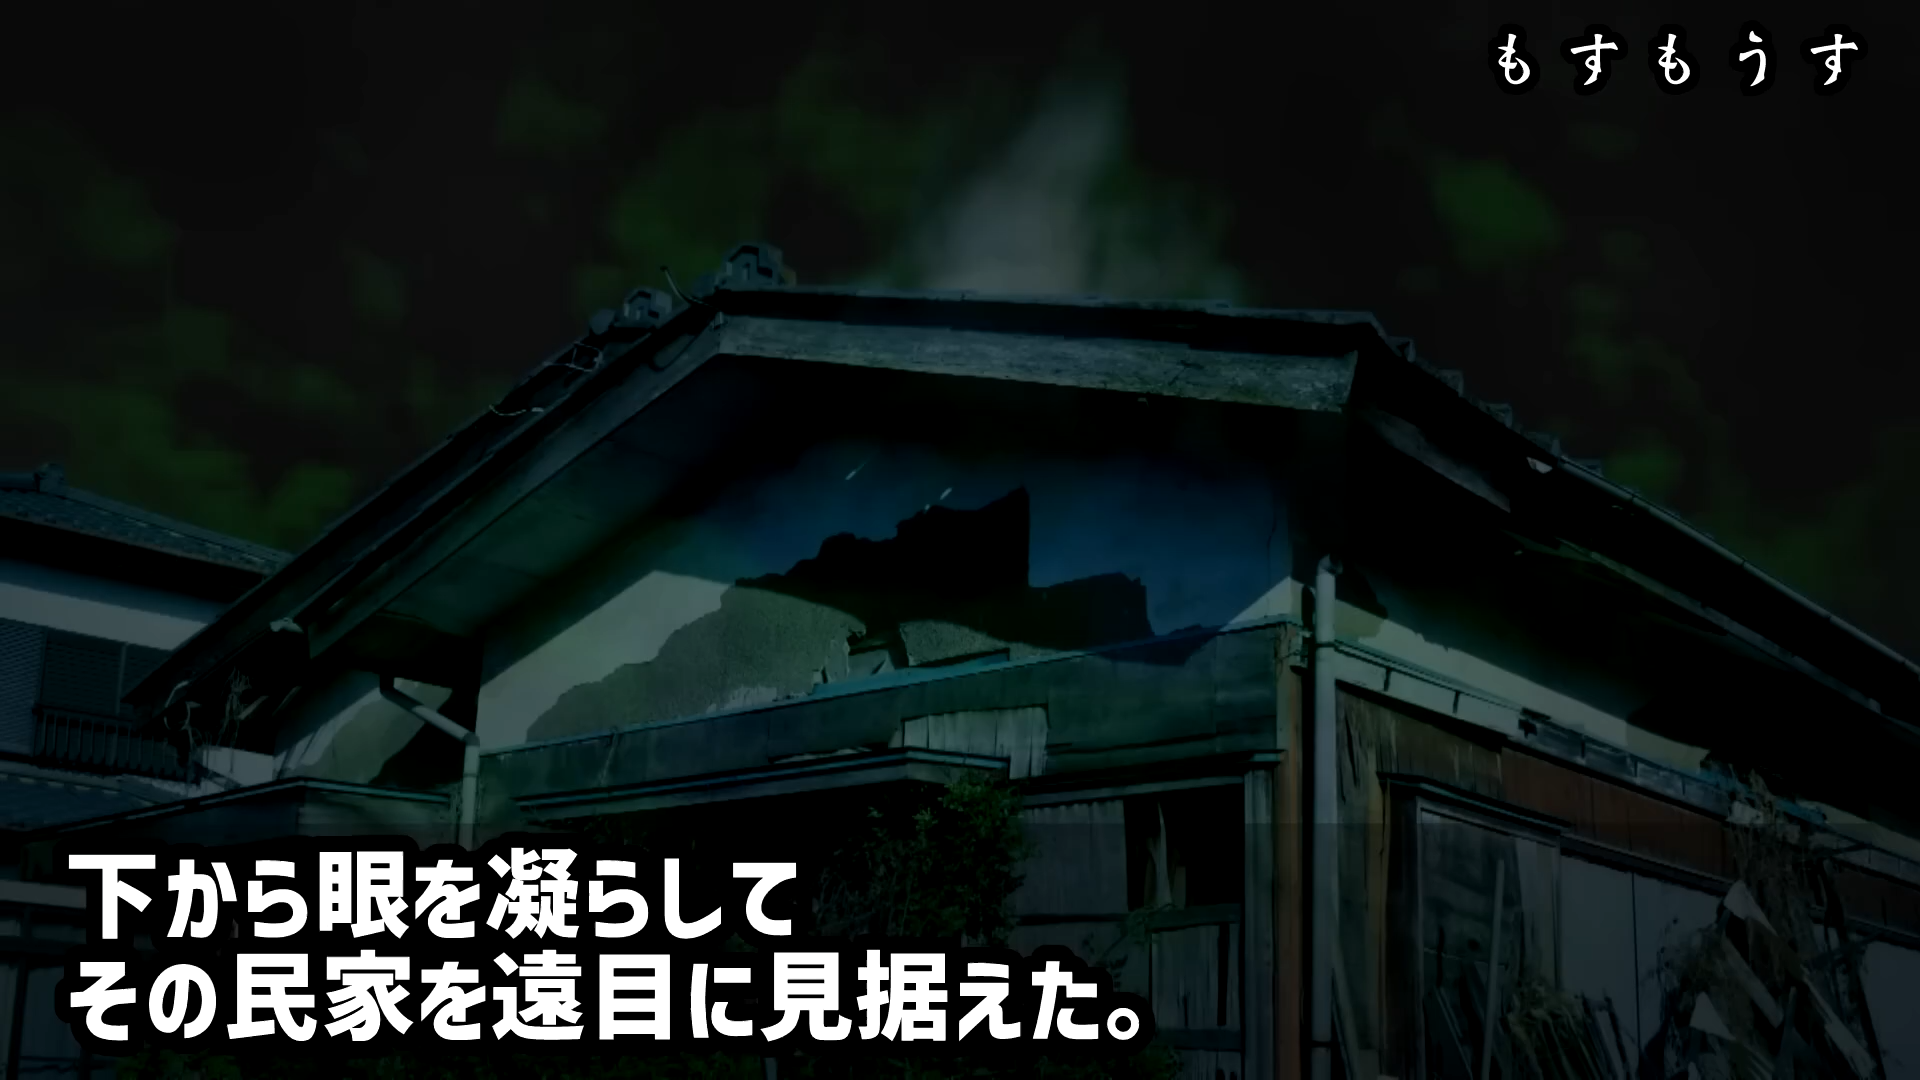 もすもうす
下から眼を凝らして
その民家を遠目に見据えた。